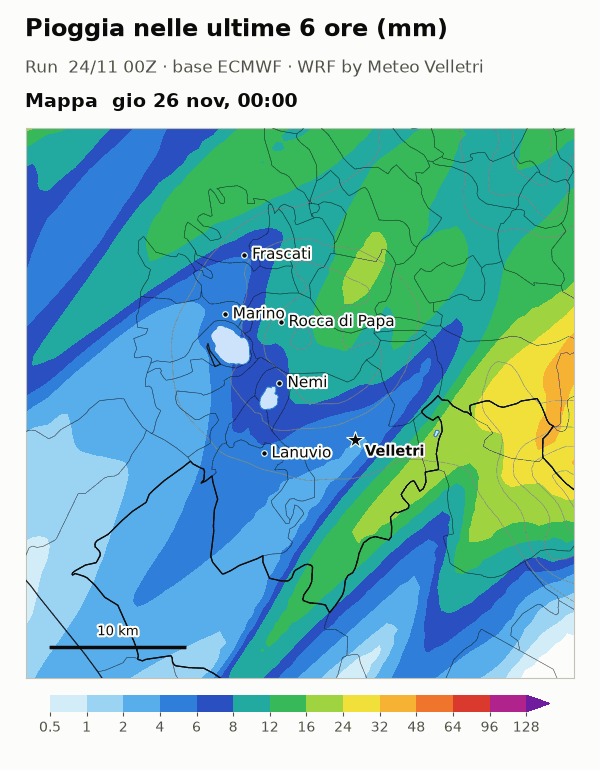 Pioggia nelle ultime 6 ore (mm)
Run  24/11 00Z · base ECMWF · WRF by Meteo Velletri
Mappa  gio 26 nov, 00:00
Frascati
Marino
Rocca di Papa
Nemi
Velletri
Lanuvio
10 km
0.5 1 2 4 6 8 12 16 24 32 48 64 96 128